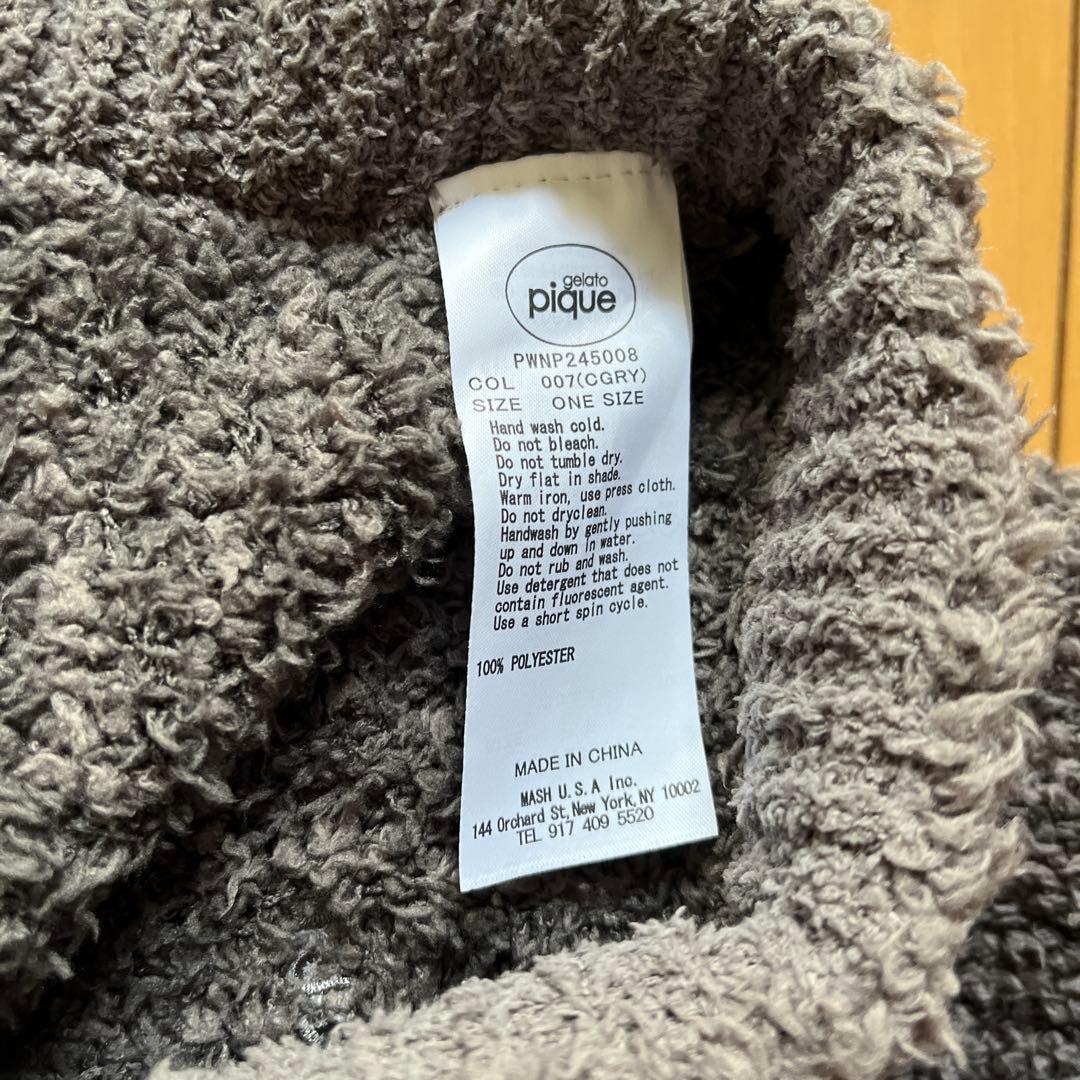 gelato
pique
PWNP245008
COL 007(CGRY)
SIZE ONE SIZE
Hand wash cold.
Do not bleach.
Do not tumble dry.
Dry flat in shade.
Warm iron, use press cloth.
Do not dryclean.
Handwash by gently pushing
up and down in water.
Do not rub and wash.
Use detergent that does not
contain fluorescent agent.
Use a short spin cycle.
100% POLYESTER
MADE IN CHINA
MASH U.S.A Inc.
144 Orchard St, New York, NY 10002
TEL 917 409 5520